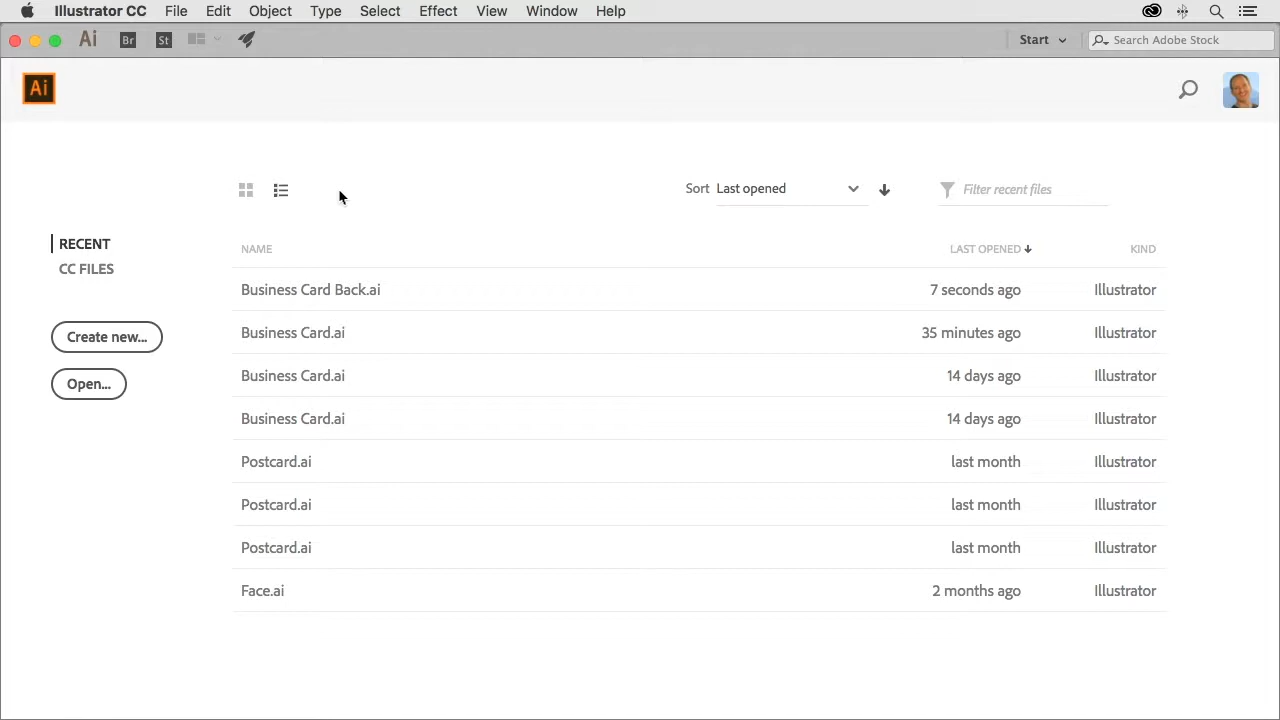 Illustrator CC File Edit Object Type Select Effect View Window Help
Ai Br St Start Search Adobe Stock
Ai
Sort Last opened Filter recent files
RECENT
CC FILES
Create new...
Open...
NAME LAST OPENED KIND
Business Card Back.ai 7 seconds ago Illustrator
Business Card.ai 35 minutes ago Illustrator
Business Card.ai 14 days ago Illustrator
Business Card.ai 14 days ago Illustrator
Postcard.ai last month Illustrator
Postcard.ai last month Illustrator
Postcard.ai last month Illustrator
Face.ai 2 months ago Illustrator